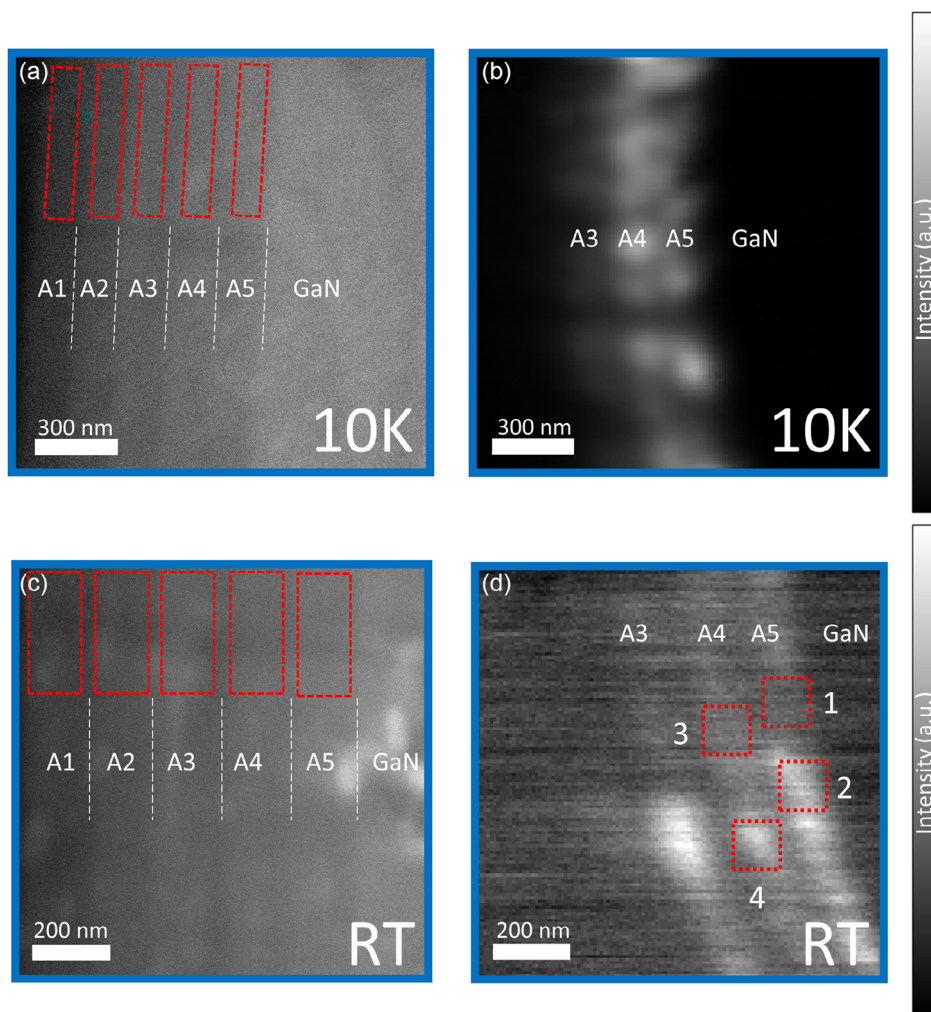 (a)
A1 A2 A3 A4 A5 GaN
300 nm
10K
(b)
A3 A4 A5 GaN
300 nm
10K
Intensity (a.u.)
(c)
A1 A2 A3 A4 A5 GaN
200 nm
RT
(d)
A3 A4 A5 GaN
1
3
2
4
200 nm
RT
Intensity (a.u.)